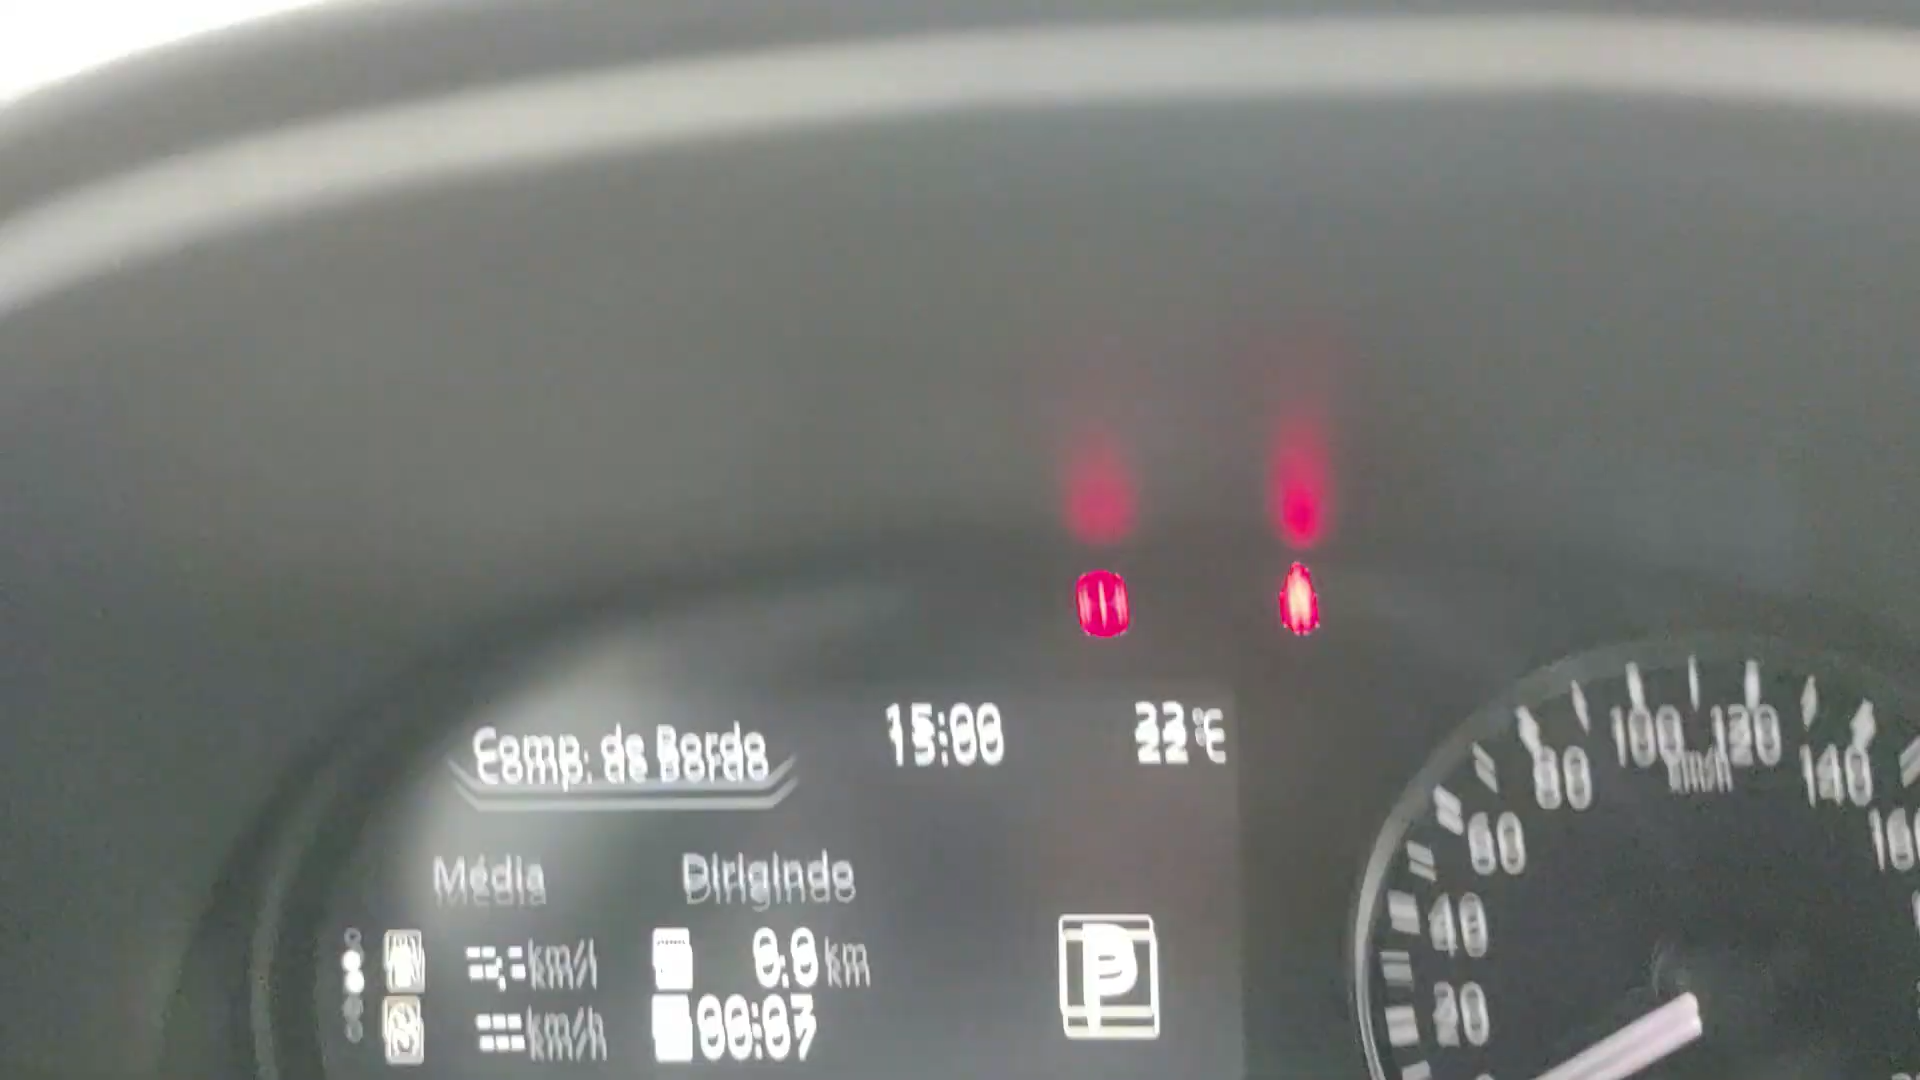 Comp. de Bordo 15:00 22°C
Média Dirigindo
--,- km/l 0.0 km
--- km/h 00:07
P
20
40
60
80
100
120
140
160
km/h